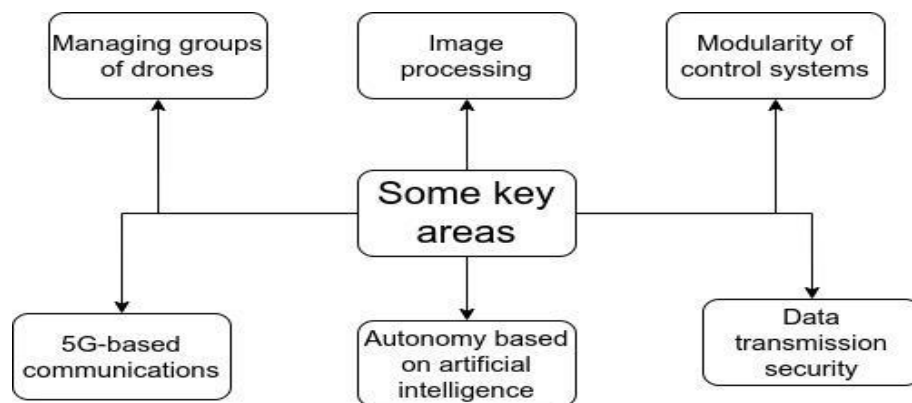 Managing groups
of drones
Image
processing
Modularity of
control systems
Some key
areas
5G-based
communications
Autonomy based
on artificial
intelligence
Data
transmission
security